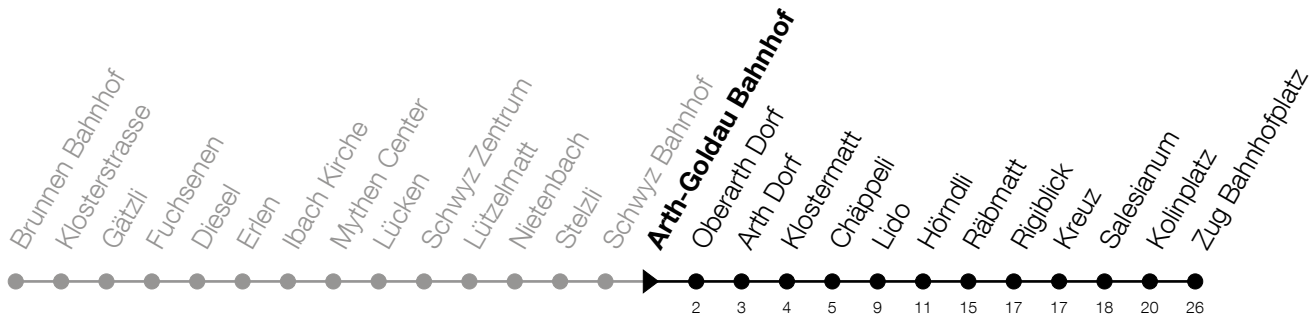 Brunnen Bahnhof
Klosterstrasse
Gätzli
Fuchsenen
Diesel
Erlen
Ibach Kirche
Mythen Center
Lücken
Schwyz Zentrum
Lützelmatt
Nietenbach
Stelzli
Schwyz Bahnhof
Arth-Goldau Bahnhof
Oberarth Dorf
Arth Dorf
Klostermatt
Chäppeli
Lido
Hörndli
Räbmatt
Rigiblick
Kreuz
Salesianum
Kolinplatz
Zug Bahnhofplatz
2 3 4 5 9 11 15 17 17 18 20 26